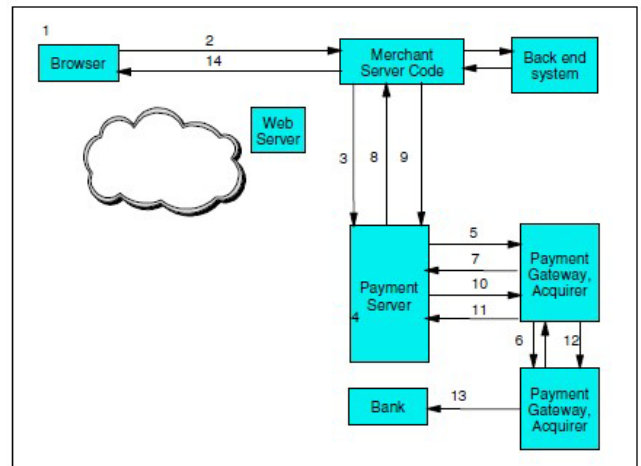 1
2
Browser
14
Merchant
Server Code
Back end
system
Web
Server
3
8
9
5
7
10
11
Payment
Server
4
Payment
Gateway,
Acquirer
6
12
13
Bank
Payment
Gateway,
Acquirer